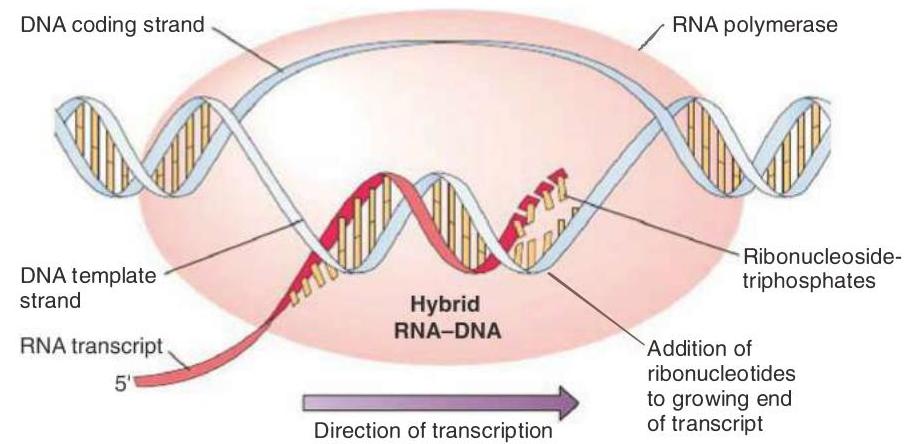 DNA coding strand
RNA polymerase
DNA template
strand
Ribonucleoside-
triphosphates
Hybrid
RNA–DNA
RNA transcript
5'
Addition of
ribonucleotides
to growing end
of transcript
Direction of transcription